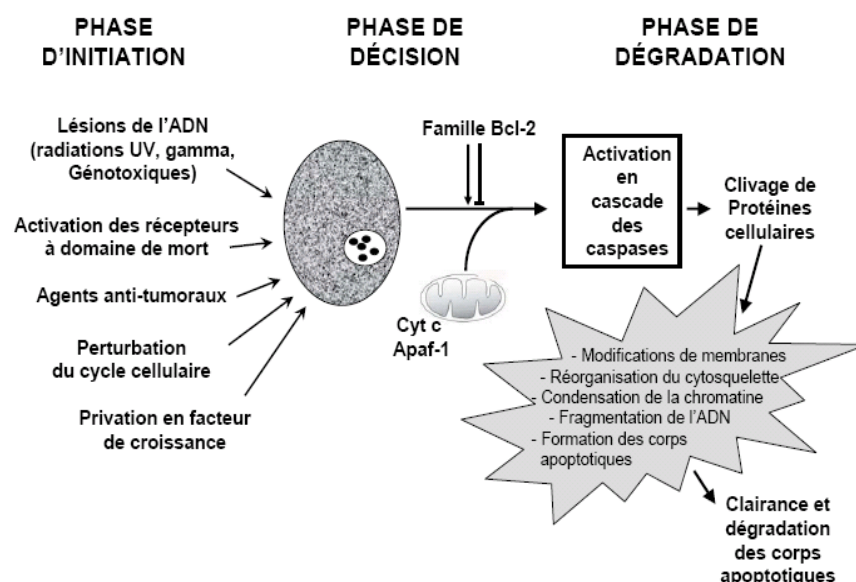 PHASE
D'INITIATION
PHASE DE
DÉCISION
PHASE DE
DÉGRADATION
Lésions de l'ADN
(radiations UV, gamma,
Génotoxiques)
Activation des récepteurs
à domaine de mort
Agents anti-tumoraux
Perturbation
du cycle cellulaire
Privation en facteur
de croissance
Famille Bcl-2
Cyt c
Apaf-1
Activation
en
cascade
des
caspases
Clivage de
Protéines
cellulaires
- Modifications de membranes
- Réorganisation du cytosquelette
- Condensation de la chromatine
- Fragmentation de l'ADN
- Formation des corps
apoptotiques
Clairance et
dégradation
des corps
apoptotiques